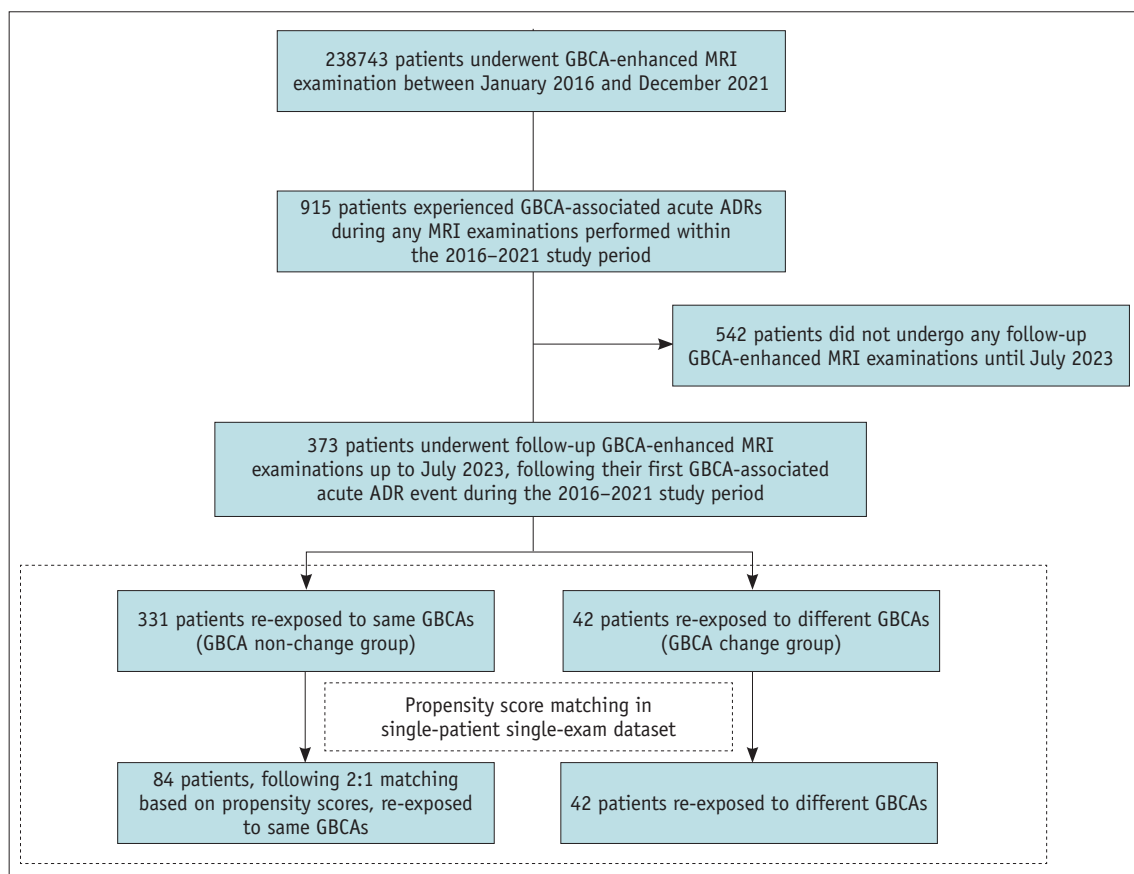 238743 patients underwent GBCA-enhanced MRI
examination between January 2016 and December 2021
915 patients experienced GBCA-associated acute ADRs
during any MRI examinations performed within
the 2016–2021 study period
542 patients did not undergo any follow-up
GBCA-enhanced MRI examinations until July 2023
373 patients underwent follow-up GBCA-enhanced MRI
examinations up to July 2023, following their first GBCA-associated
acute ADR event during the 2016–2021 study period
331 patients re-exposed to same GBCAs
(GBCA non-change group)
42 patients re-exposed to different GBCAs
(GBCA change group)
Propensity score matching in
single-patient single-exam dataset
84 patients, following 2:1 matching
based on propensity scores, re-exposed
to same GBCAs
42 patients re-exposed to different GBCAs